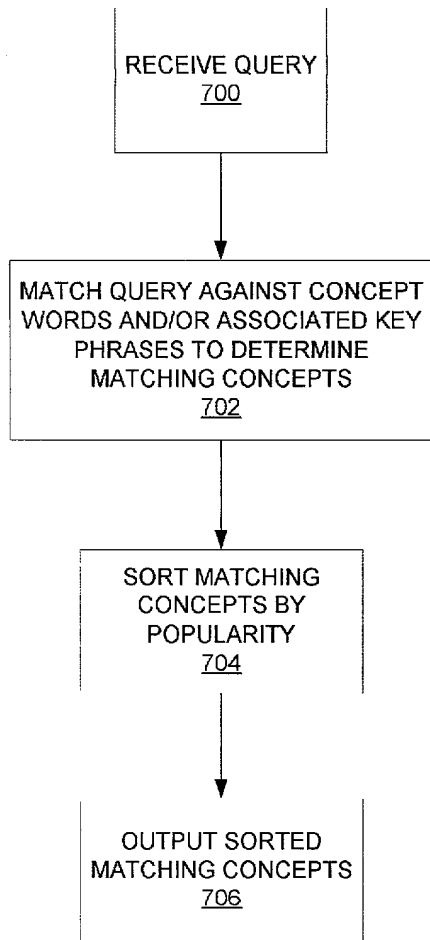 RECEIVE QUERY
700
MATCH QUERY AGAINST CONCEPT
WORDS AND/OR ASSOCIATED KEY
PHRASES TO DETERMINE
MATCHING CONCEPTS
702
SORT MATCHING
CONCEPTS BY
POPULARITY
704
OUTPUT SORTED
MATCHING CONCEPTS
706